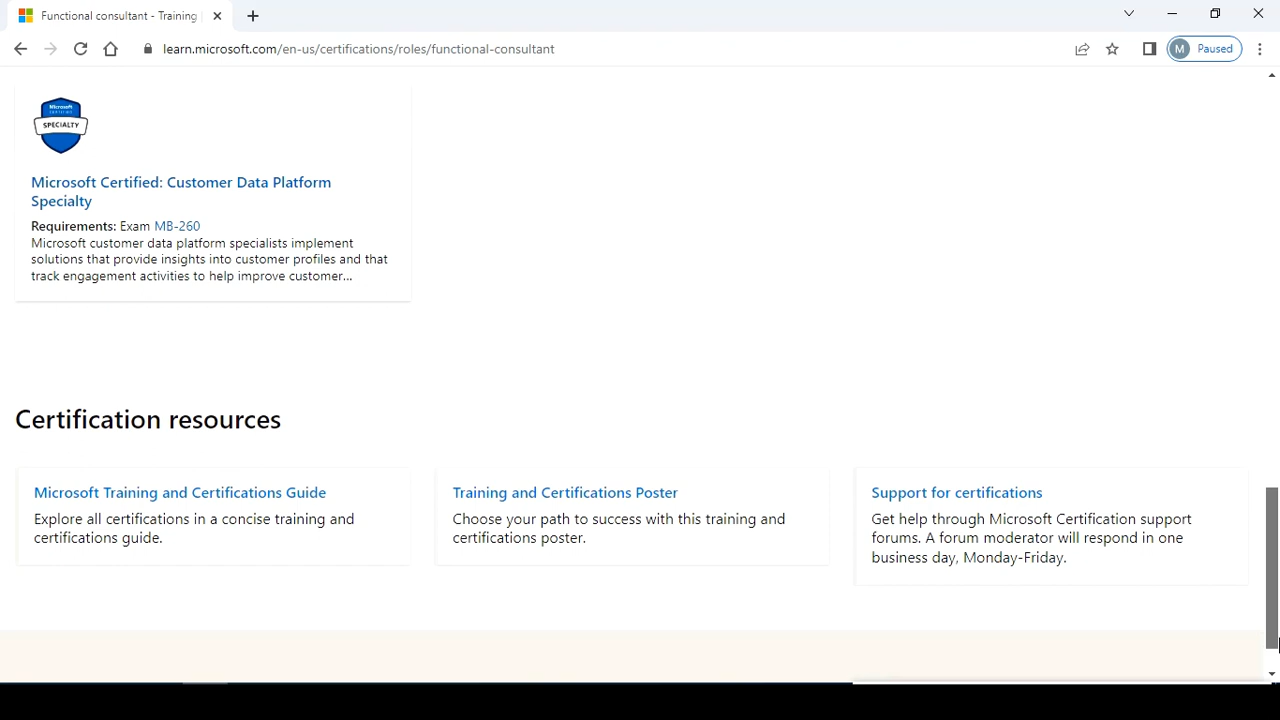 Functional consultant - Training
learn.microsoft.com/en-us/certifications/roles/functional-consultant
M Paused
Microsoft
SPECIALTY
Microsoft Certified: Customer Data Platform
Specialty
Requirements: Exam MB-260
Microsoft customer data platform specialists implement
solutions that provide insights into customer profiles and that
track engagement activities to help improve customer...
Certification resources
Microsoft Training and Certifications Guide
Explore all certifications in a concise training and
certifications guide.
Training and Certifications Poster
Choose your path to success with this training and
certifications poster.
Support for certifications
Get help through Microsoft Certification support
forums. A forum moderator will respond in one
business day, Monday-Friday.